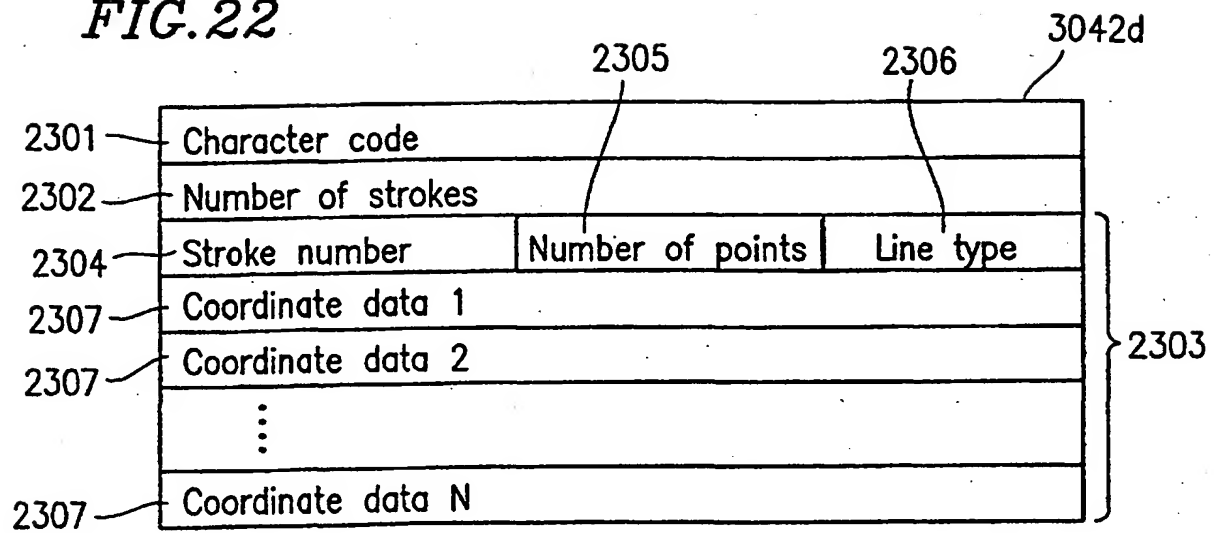 FIG.22
3042d
2305 2306
2301 Character code
2302 Number of strokes
2304 Stroke number Number of points Line type
2307 Coordinate data 1
2303
2307 Coordinate data 2
2307 Coordinate data N